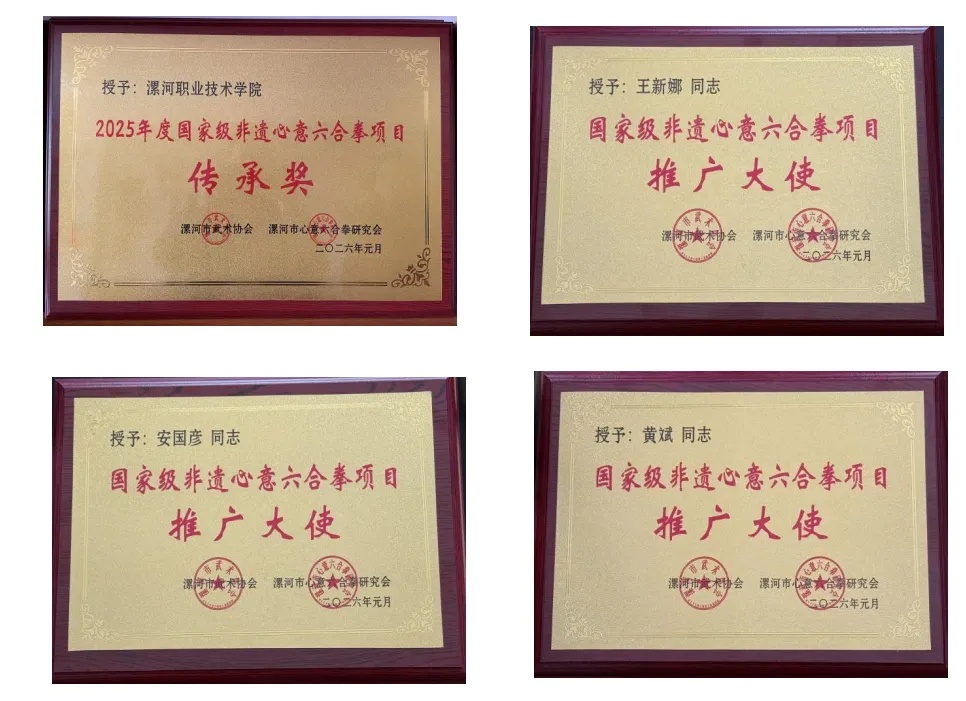 授予：漯河职业技术学院
2025年度国家级非遗心意六合拳项目
传承奖
漯河市武术协会 漯河市心意六合拳研究会
二〇二六年元月
授予：王新娜 同志
国家级非遗心意六合拳项目
推广大使
漯河市武术协会 漯河市心意六合拳研究会
二〇二六年元月
授予：安国彦 同志
国家级非遗心意六合拳项目
推广大使
漯河市武术协会 漯河市心意六合拳研究会
二〇二六年元月
授予：黄斌 同志
国家级非遗心意六合拳项目
推广大使
漯河市武术协会 漯河市心意六合拳研究会
二〇二六年元月